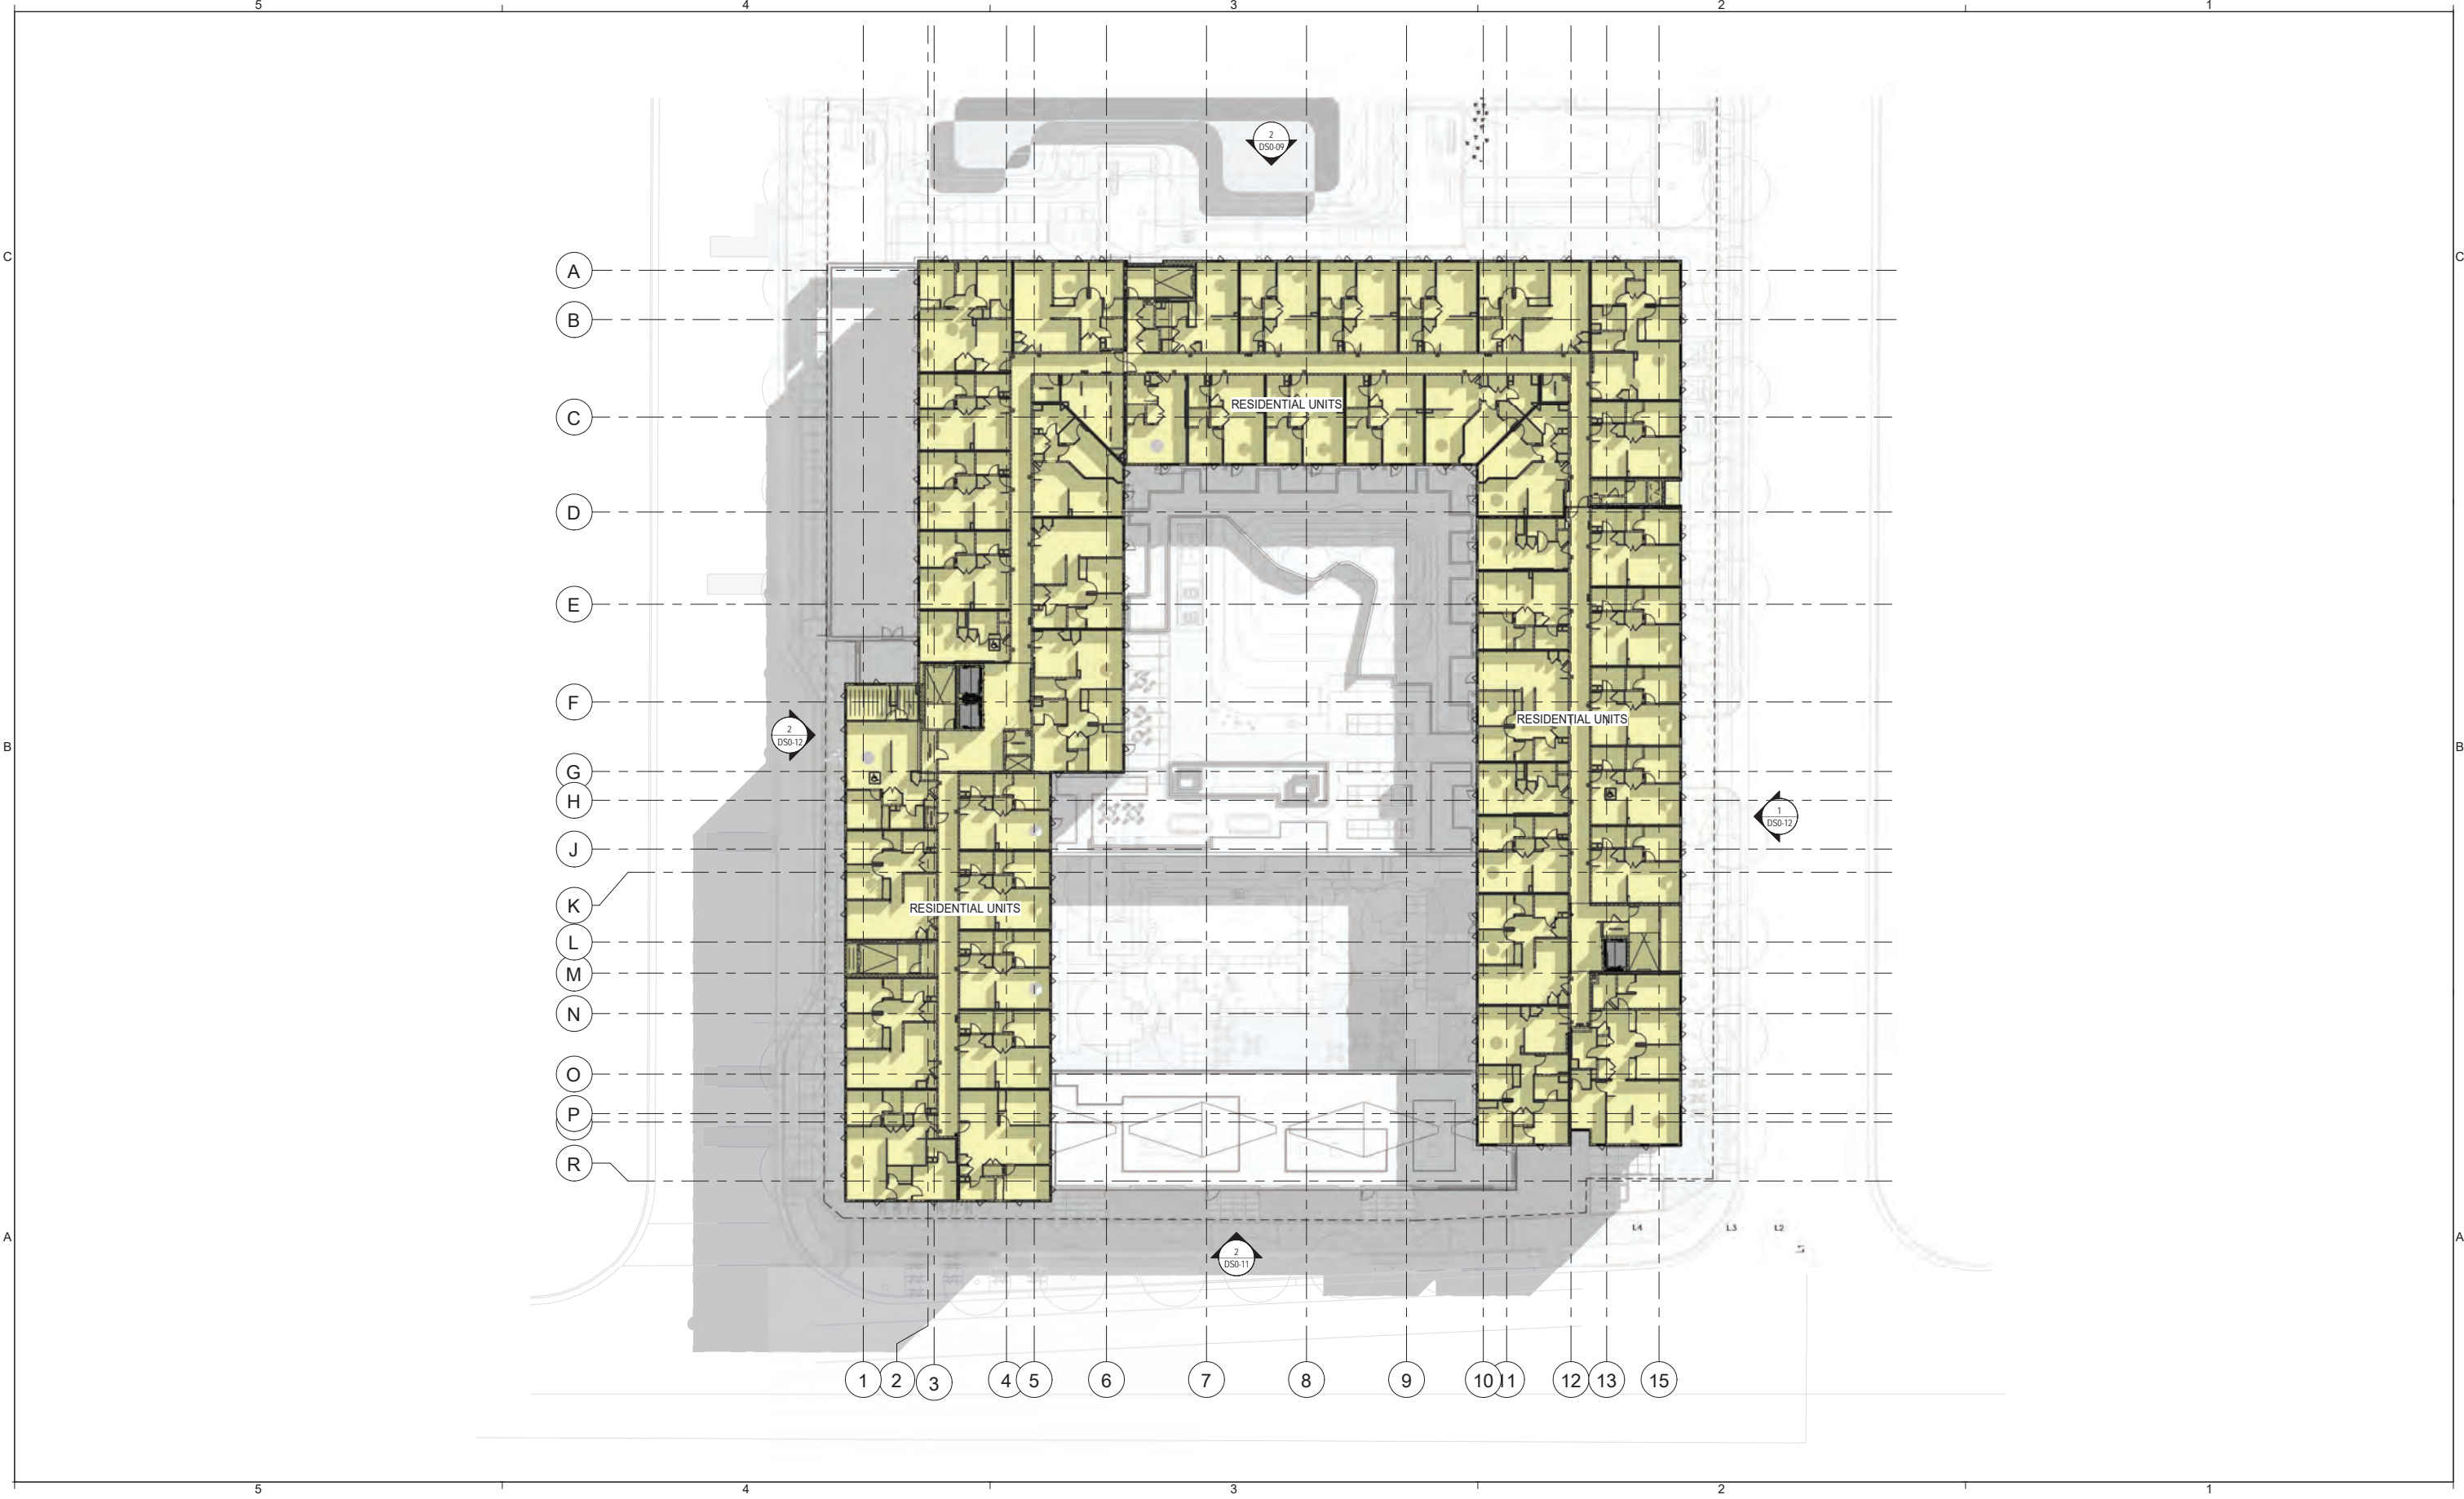 5 4 3 2 1
2
DS0-09
C C
A
B
C
RESIDENTIAL UNITS
D
E
F
RESIDENTIAL UNITS
2
DS0-12
B B
G
H
1
DS0-12
J
K
RESIDENTIAL UNITS
L
M
N
O
P
R
L4 L3 L2
A A
2
DS0-11
1 2 3 4 5 6 7 8 9 10 11 12 13 15
5 4 3 2 1